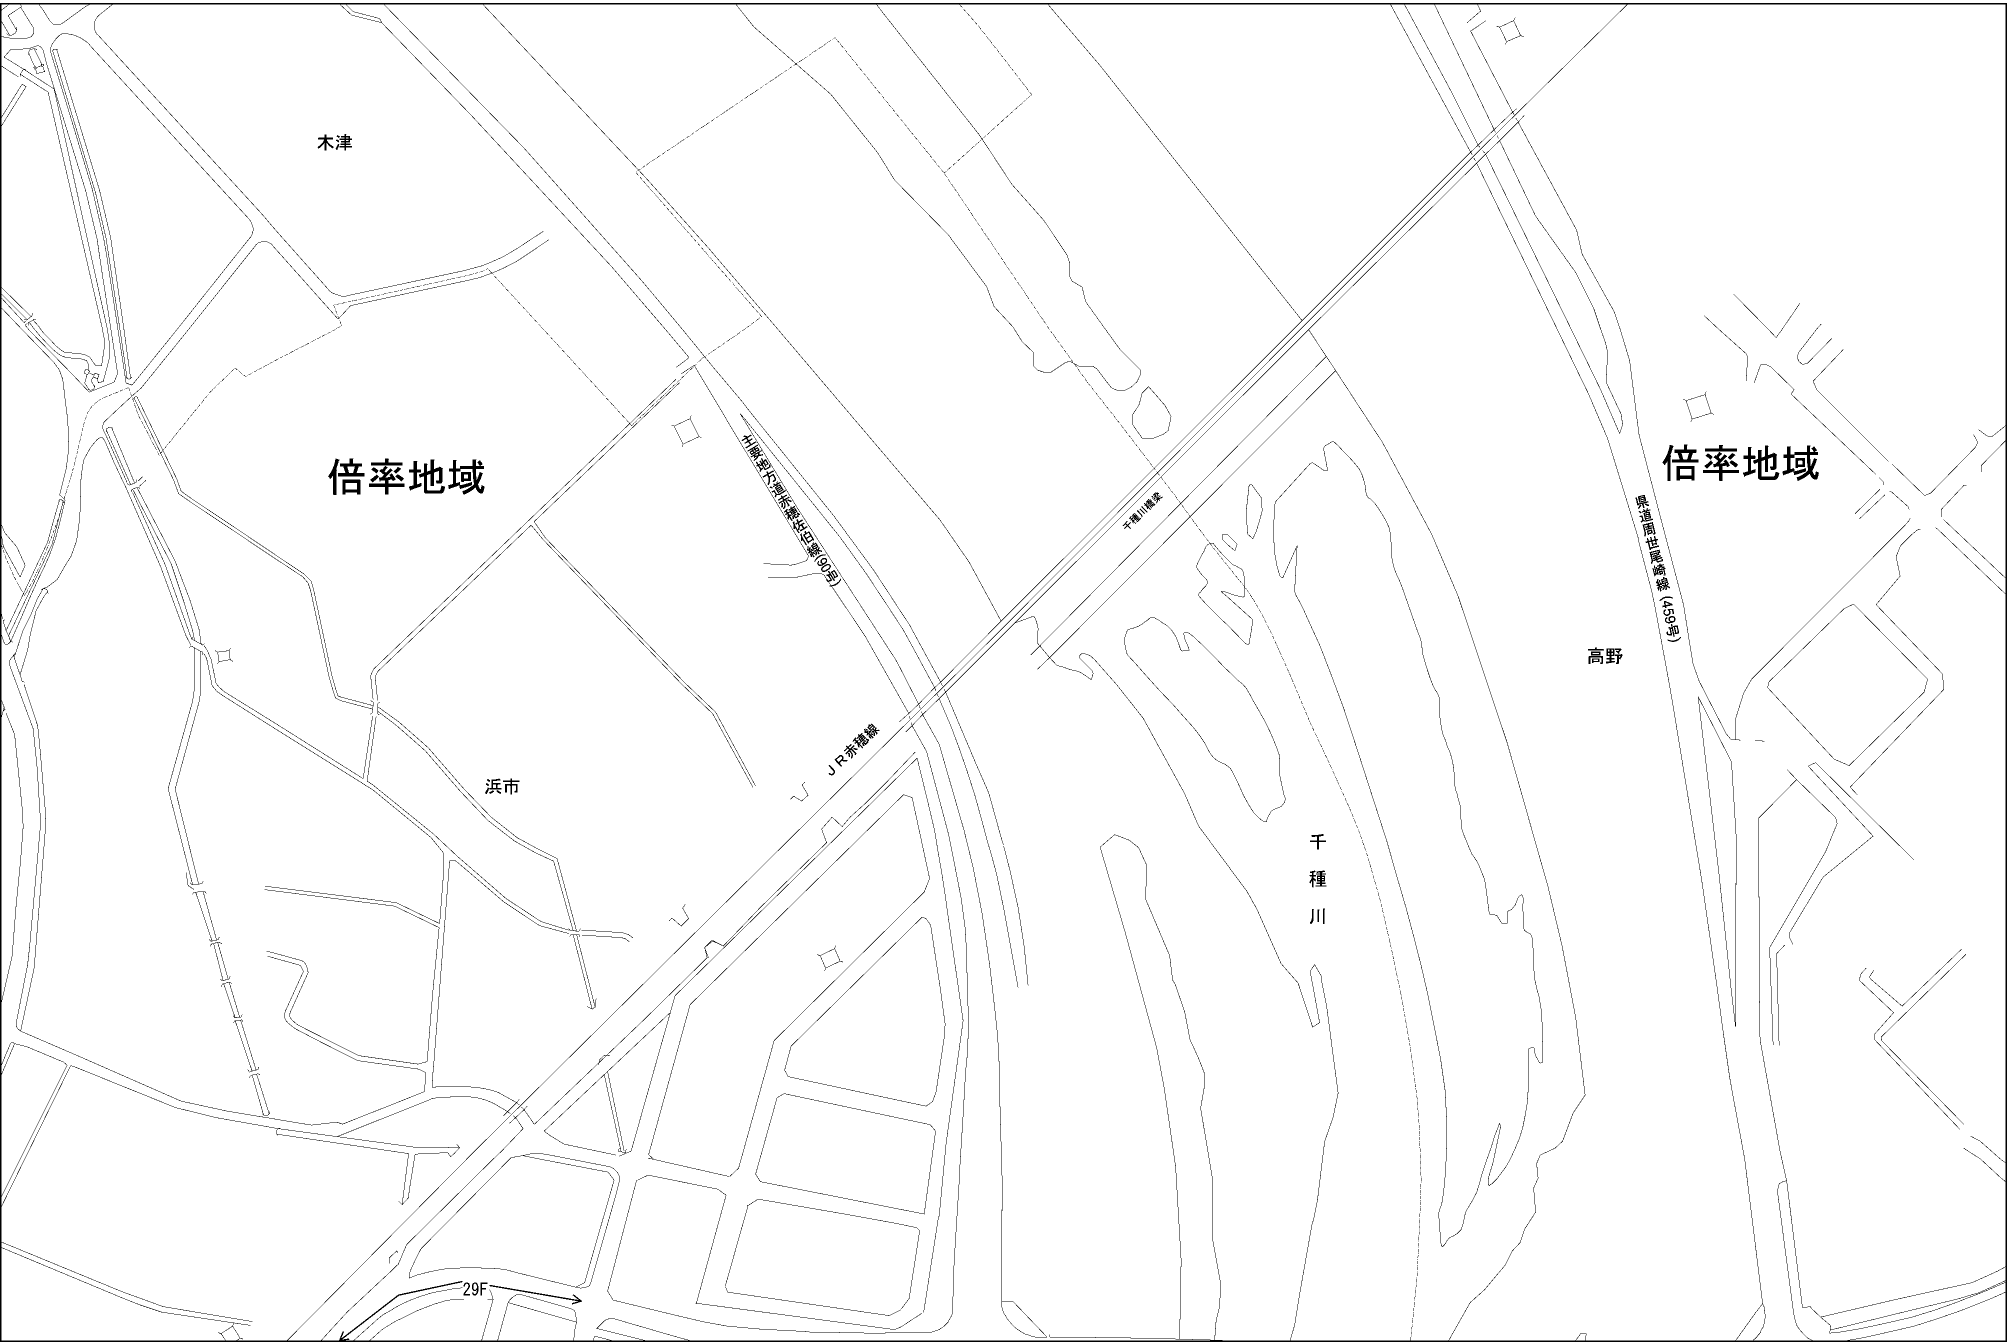 木津
倍率地域
倍率地域
主要地方道赤穂佐伯線(90号)
千種川橋梁
県道周世尾崎線(459号)
高野
JR赤穂線
浜市
千種川
29F